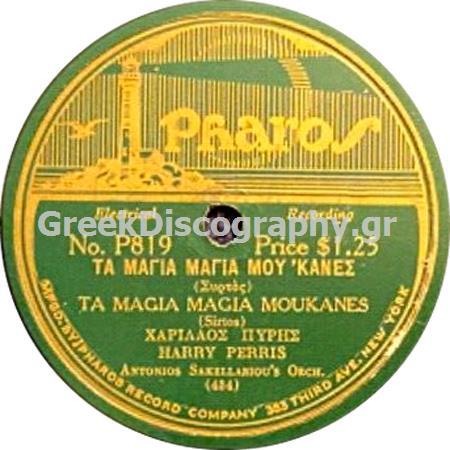 Pharos
Electrical Recording
GreekDiscography.gr
No. P819 Price $1.25
ΤΑ ΜΑΓΙΑ ΜΑΓΙΑ ΜΟΥ 'ΚΑΝΕΣ
(Συρτὸς)
TA MAGIA MAGIA MOUKANES
(Sirtos)
ΧΑΡΙΛΑΟΣ ΠΥΡΗΣ
HARRY PERRIS
ANTONIOS SAKELLARIOU'S ORCH.
(484)
PHAROS RECORD COMPANY 353 THIRD AVE. NEW YORK